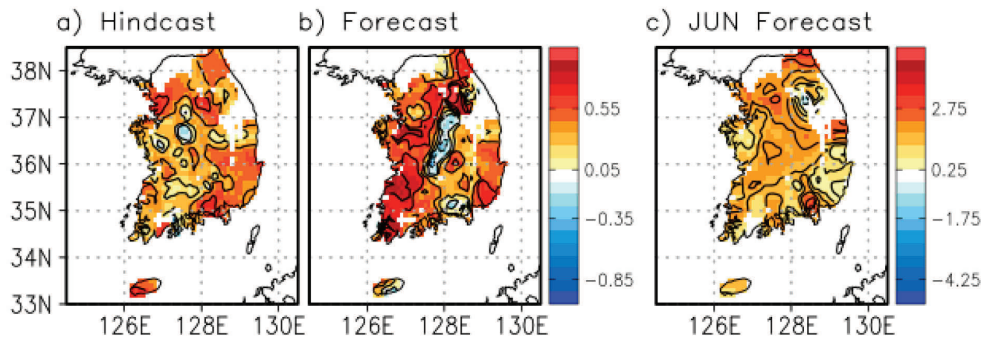 a) Hindcast b) Forecast c) JUN Forecast
38N
37N 0.55 2.75
36N 0.05 0.25
35N −0.35 −1.75
34N −0.85 −4.25
33N
126E 128E 130E 126E 128E 130E 126E 128E 130E